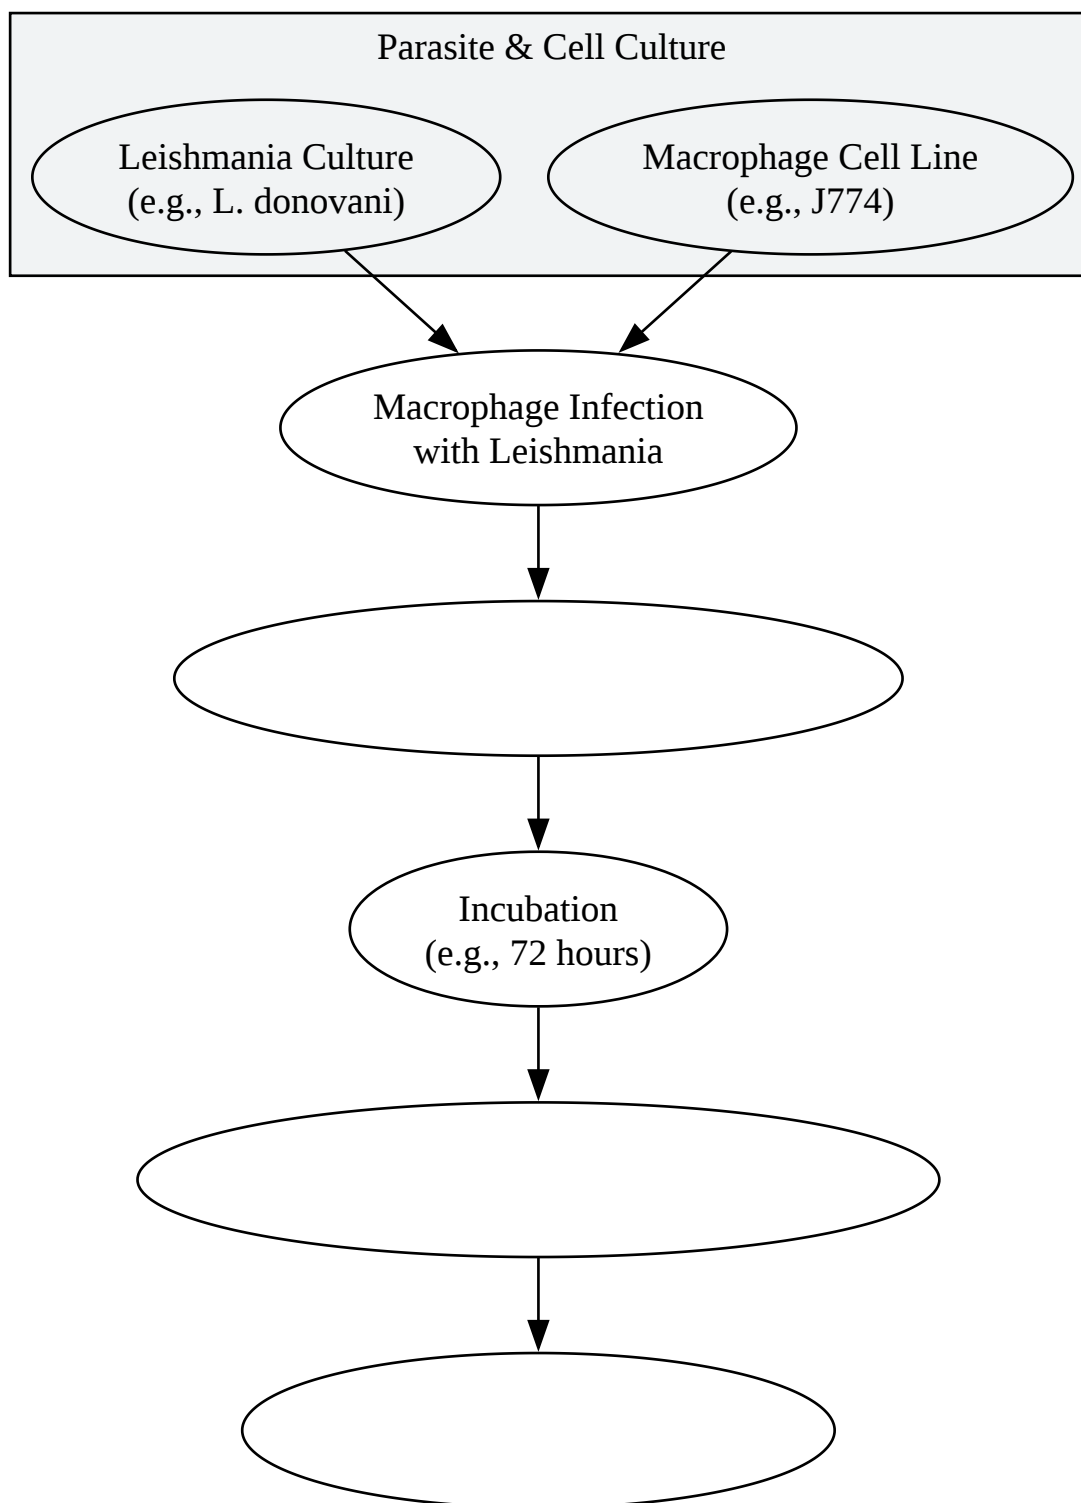 Parasite & Cell Culture
Leishmania Culture
(e.g., L. donovani)
Macrophage Cell Line
(e.g., J774)
Macrophage Infection
with Leishmania
Incubation
(e.g., 72 hours)